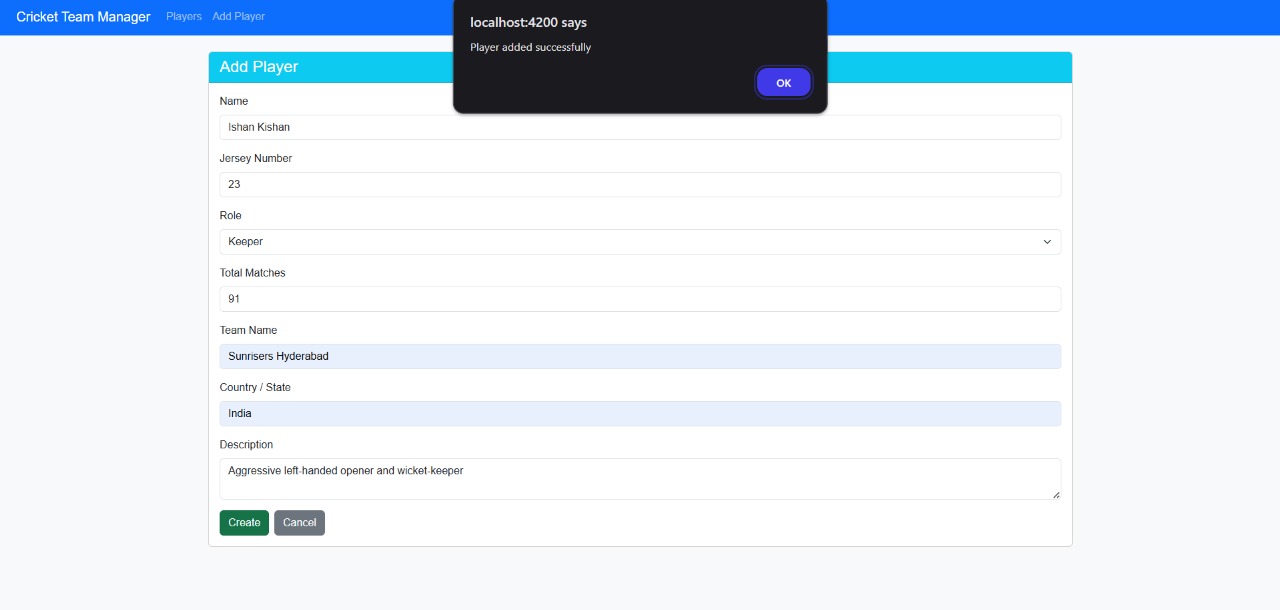 Cricket Team Manager Players Add Player
localhost:4200 says
Player added successfully
OK
Add Player
Name
Ishan Kishan
Jersey Number
23
Role
Keeper
Total Matches
91
Team Name
Sunrisers Hyderabad
Country / State
India
Description
Aggressive left-handed opener and wicket-keeper
Create Cancel